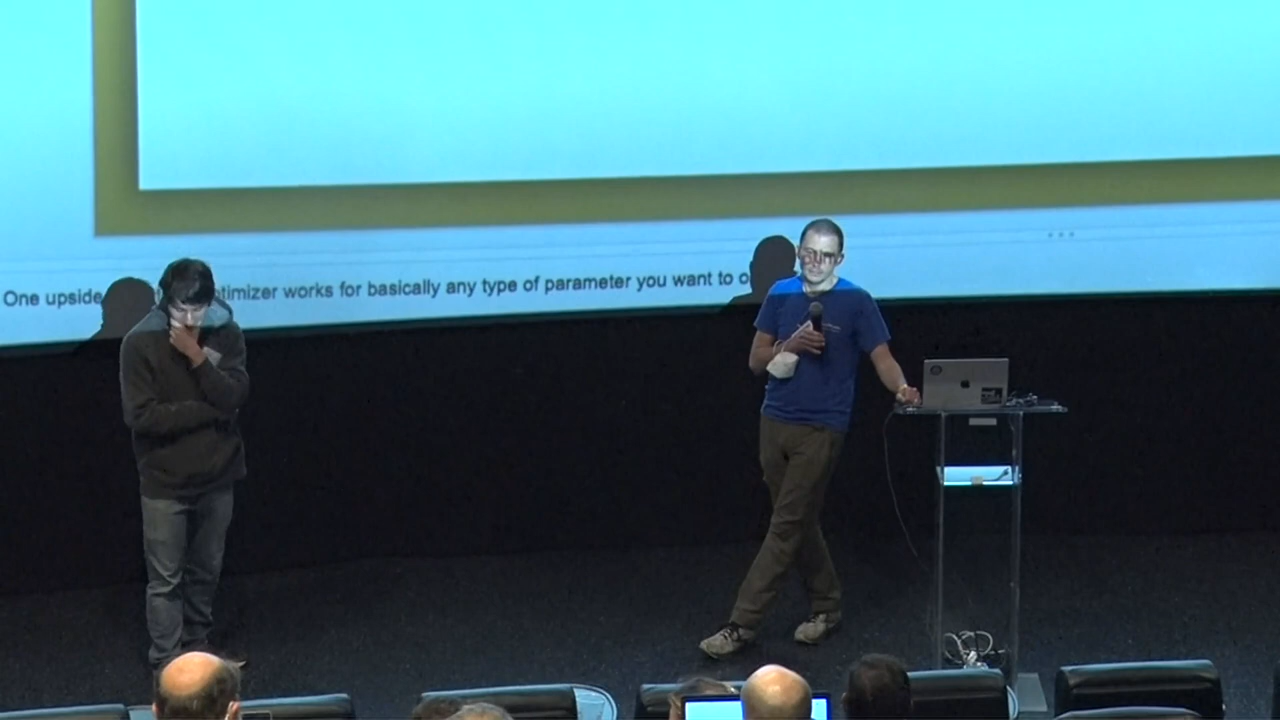 One upside timizer works for basically any type of parameter you want to o